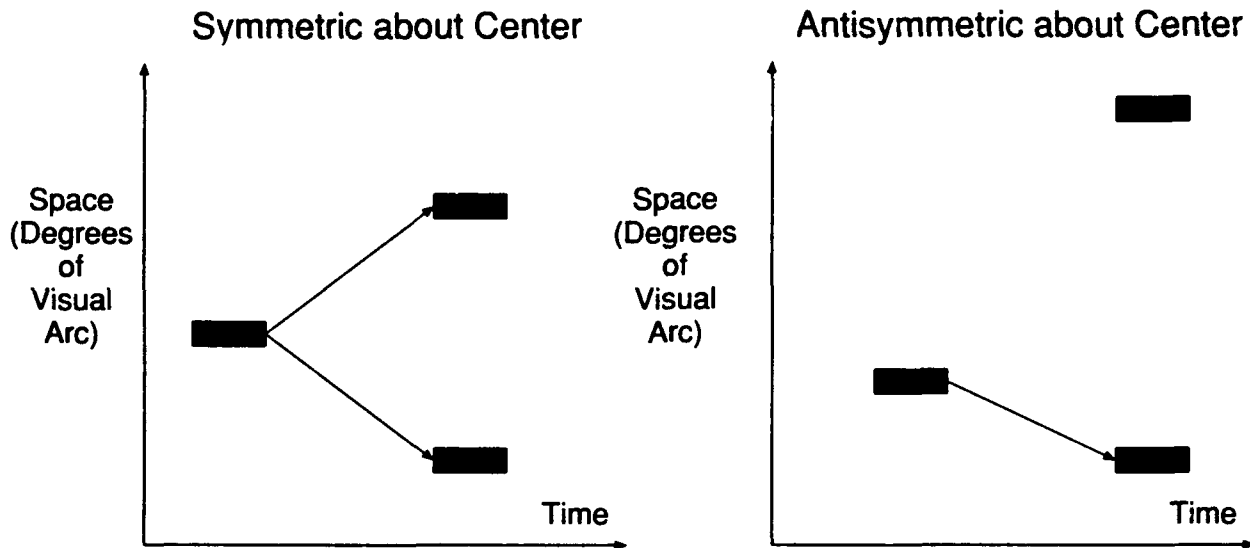 Symmetric about Center
Space
(Degrees
of
Visual
Arc)
Time
Antisymmetric about Center
Space
(Degrees
of
Visual
Arc)
Time